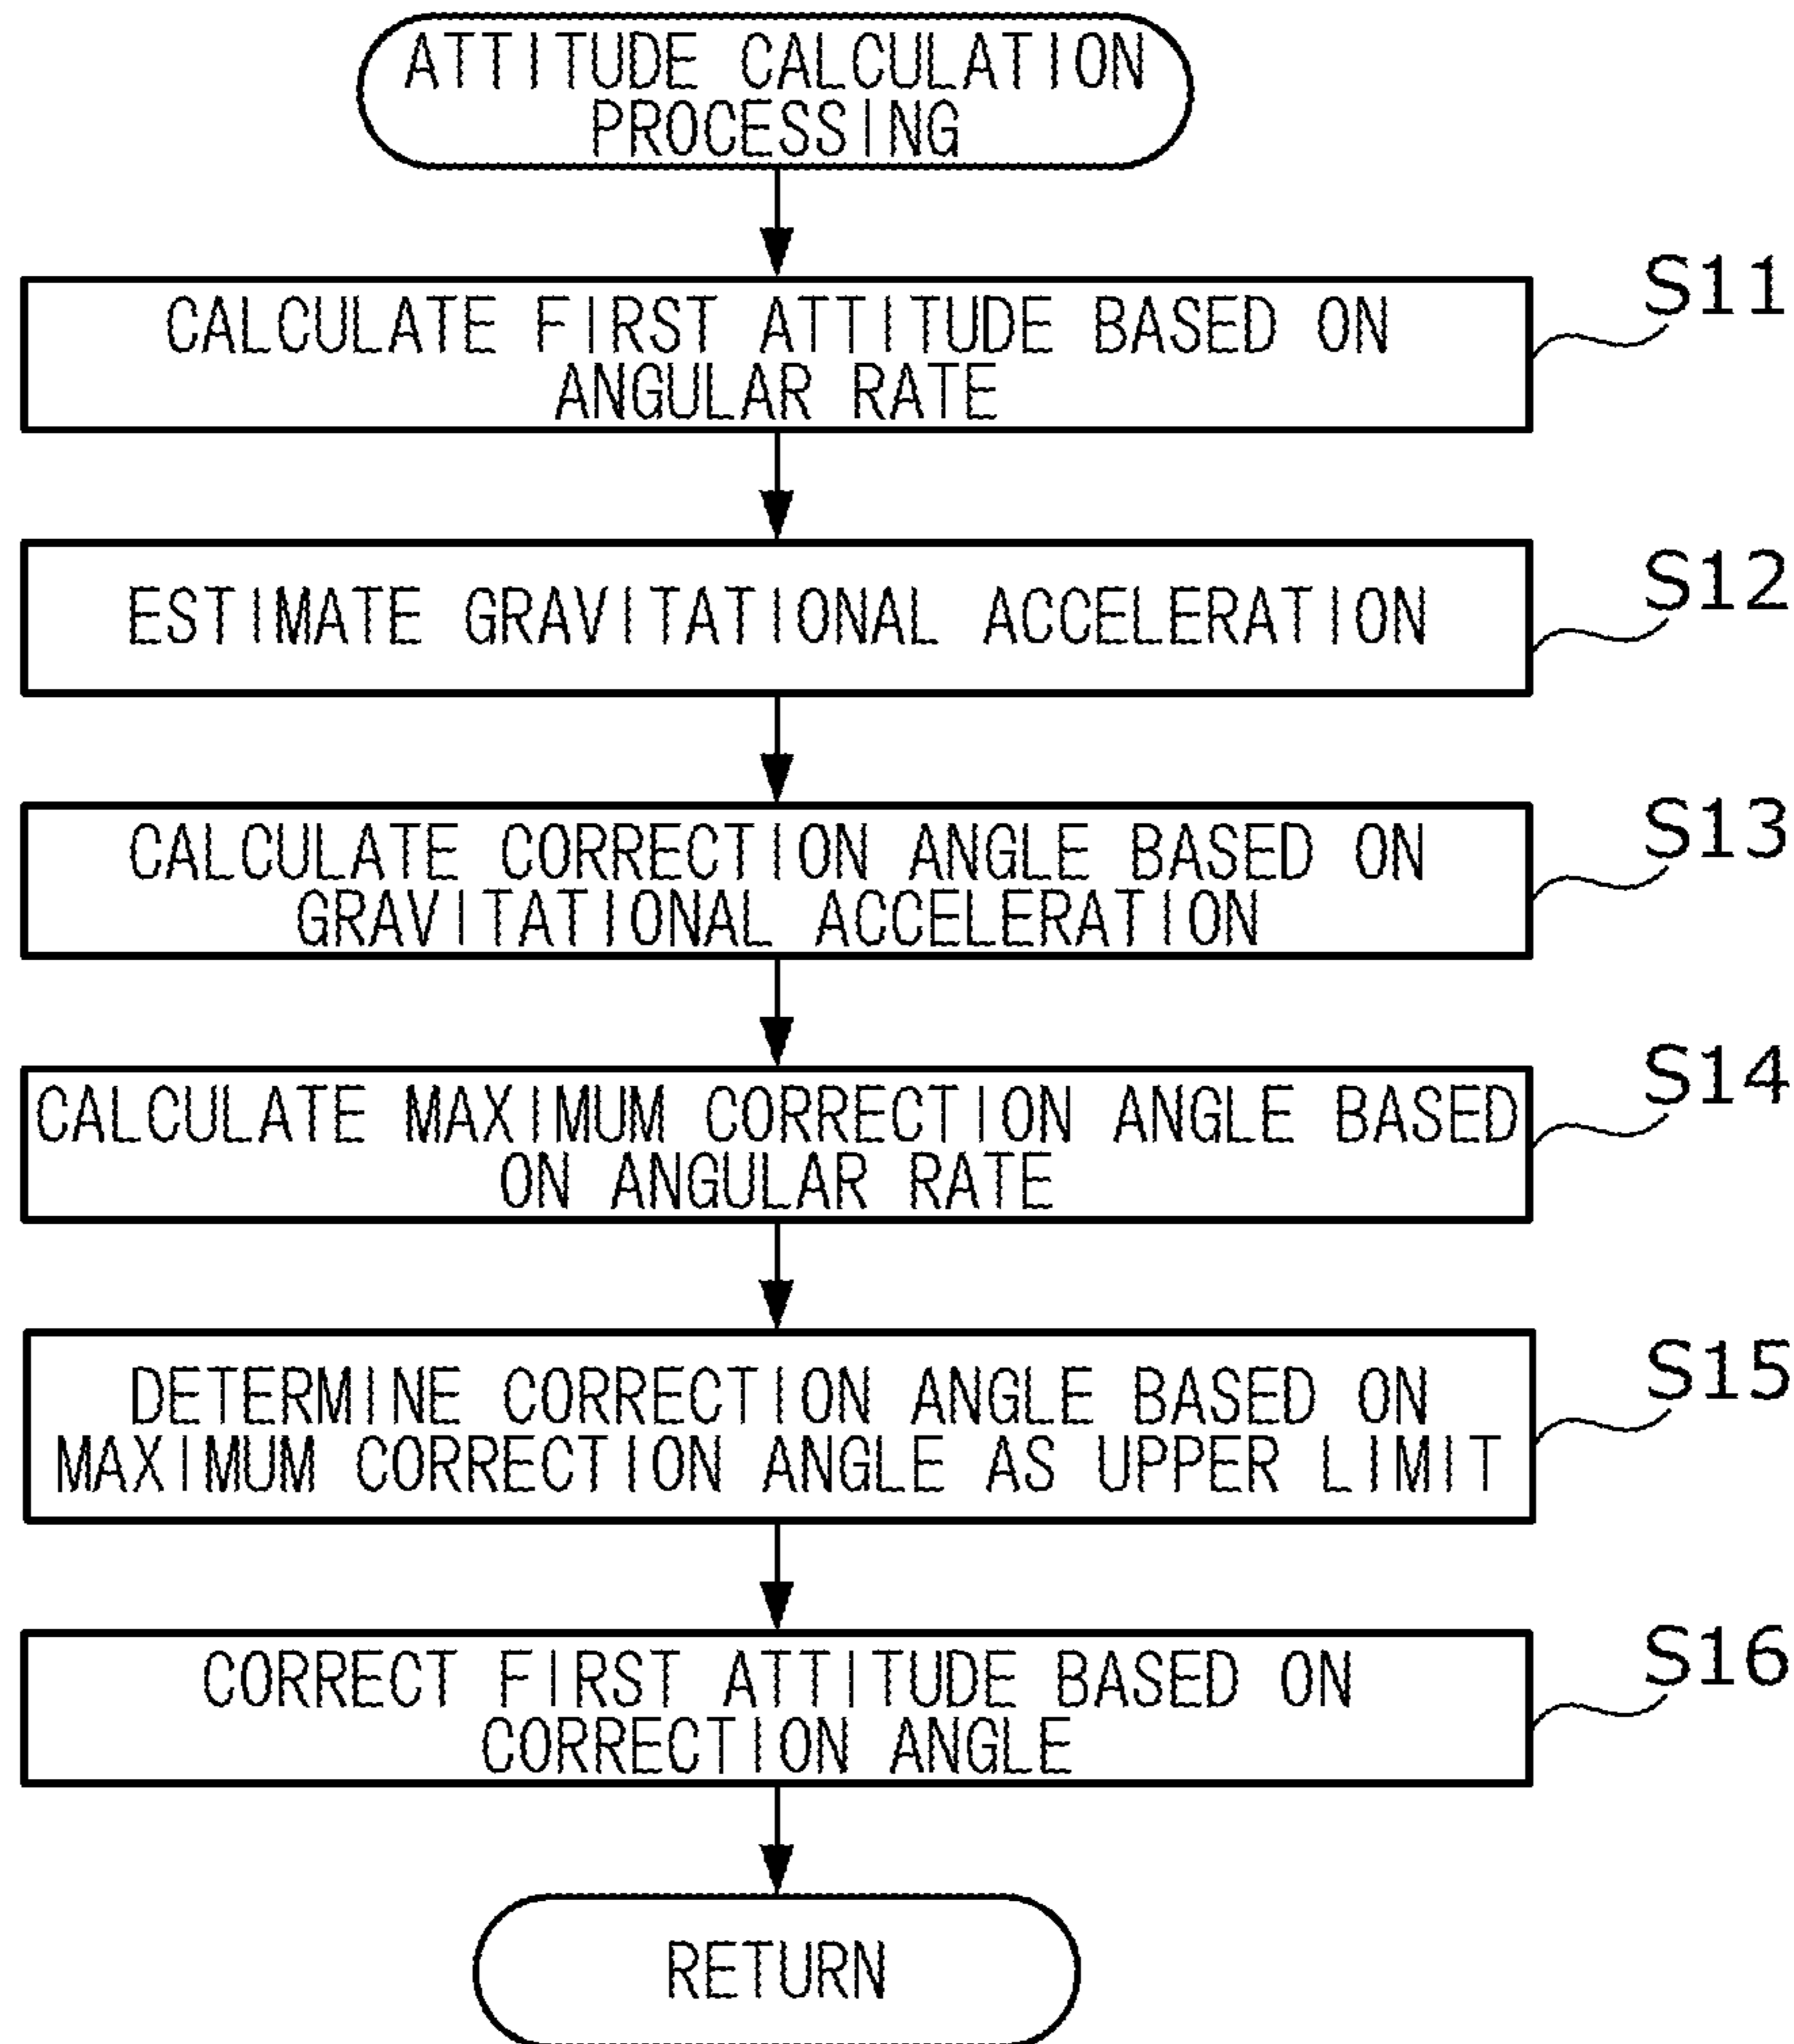 ATTITUDE CALCULATION
PROCESSING
S11
CALCULATE FIRST ATTITUDE BASED ON
ANGULAR RATE
S12
ESTIMATE GRAVITATIONAL ACCELERATION
S13
CALCULATE CORRECTION ANGLE BASED ON
GRAVITATIONAL ACCELERATION
S14
CALCULATE MAXIMUM CORRECTION ANGLE BASED
ON ANGULAR RATE
S15
DETERMINE CORRECTION ANGLE BASED ON
MAXIMUM CORRECTION ANGLE AS UPPER LIMIT
S16
CORRECT FIRST ATTITUDE BASED ON
CORRECTION ANGLE
RETURN